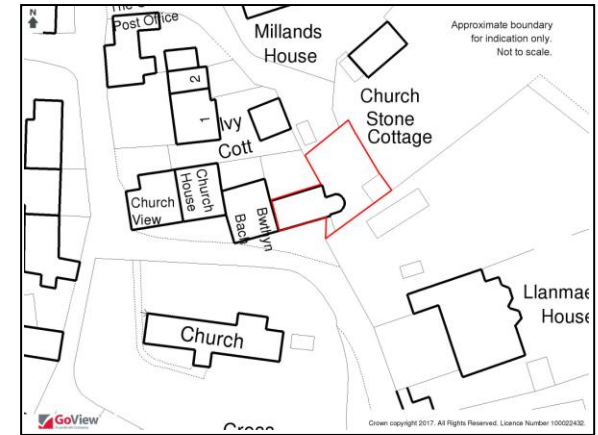 N
The
Post Office
Millands
House
Approximate boundary
for indication only.
Not to scale.
2
1
Ivy
Cott
Church
Stone
Cottage
Church
View
Church
House
Bwthyn
Bach
Church
Llanmae
House
Cross
GoView
Crown copyright 2017. All Rights Reserved. Licence Number 100022432.